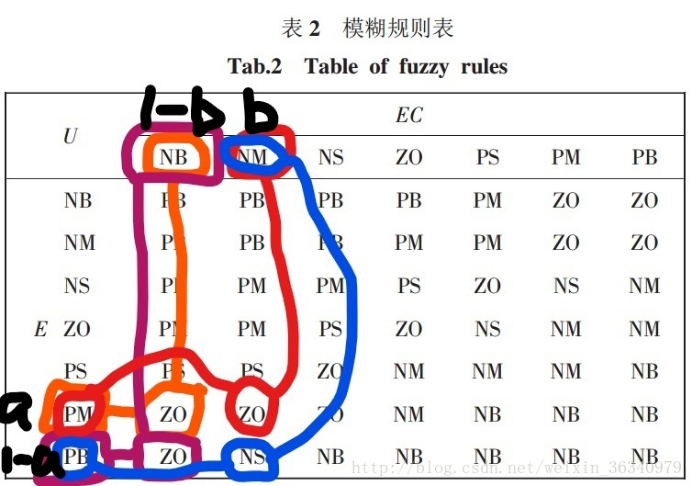 表 2 模糊规则表
Tab.2 Table of fuzzy rules
1-b b
U EC
NB NM NS ZO PS PM PB
NB PB PB PB PB PM ZO ZO
NM PB PB PM PM ZO ZO
NS PM PM PS ZO NS NM
E ZO PM PM PS ZO NS NM NM
PS PS PS ZO NM NM NM NB
a PM ZO ZO ZO NM NB NB NB
1-a PB ZO NS NB NB NB NB NB
http://blog.csdn.net/weixin_36340979